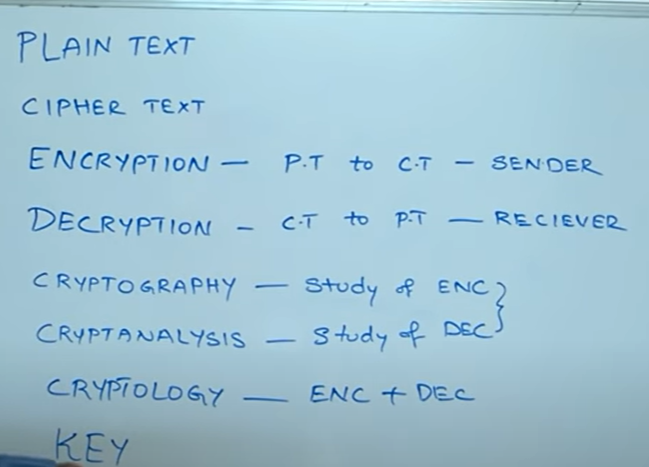 PLAIN TEXT
CIPHER TEXT
ENCRYPTION — P.T to C.T — SENDER
DECRYPTION — C.T to P.T — RECIEVER
CRYPTOGRAPHY — Study of ENC
CRYPTANALYSIS — Study of DEC
CRYPTOLOGY — ENC + DEC
KEY